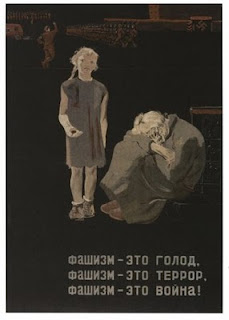 ФАШИЗМ – ЭТО ГОЛОД,
ФАШИЗМ – ЭТО ТЕРРОР,
ФАШИЗМ – ЭТО ВОЙНА!